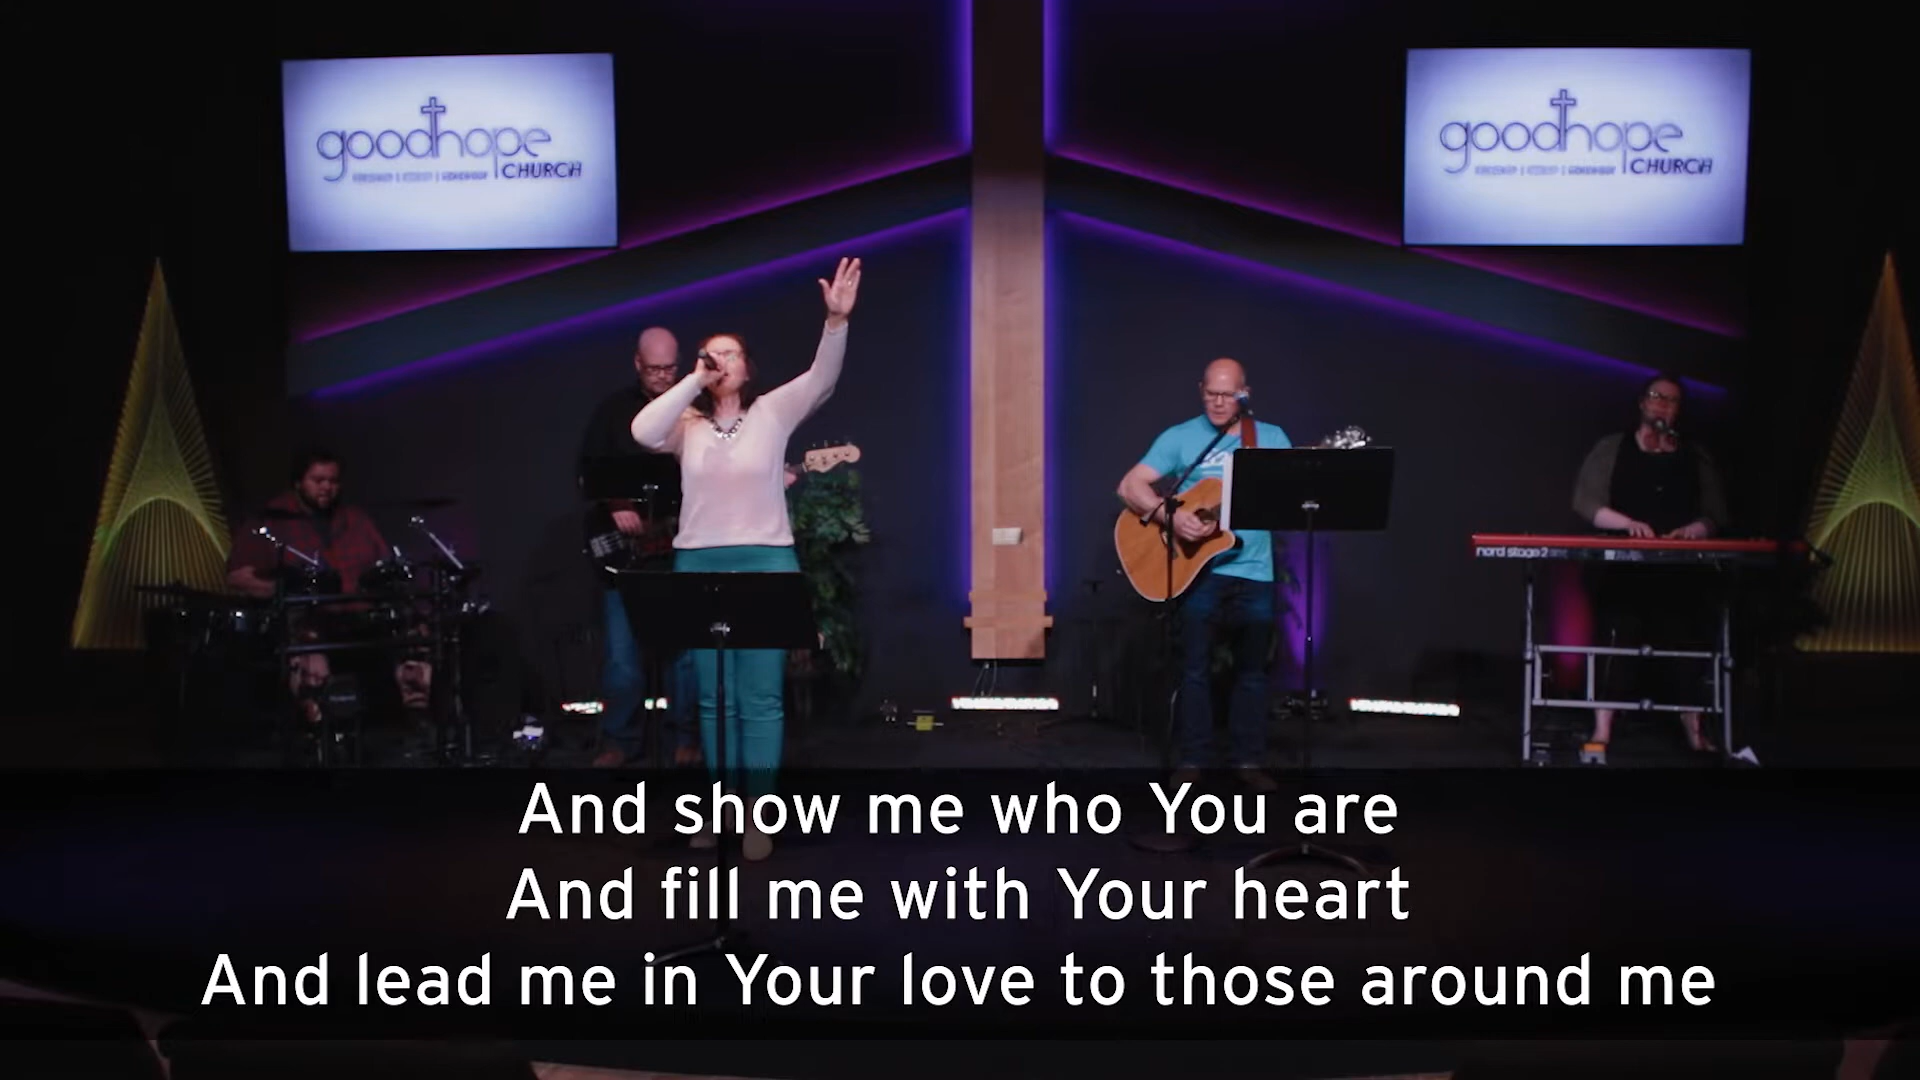 goodhope
CHURCH
goodhope
CHURCH
nord stage 2
And show me who You are
And fill me with Your heart
And lead me in Your love to those around me